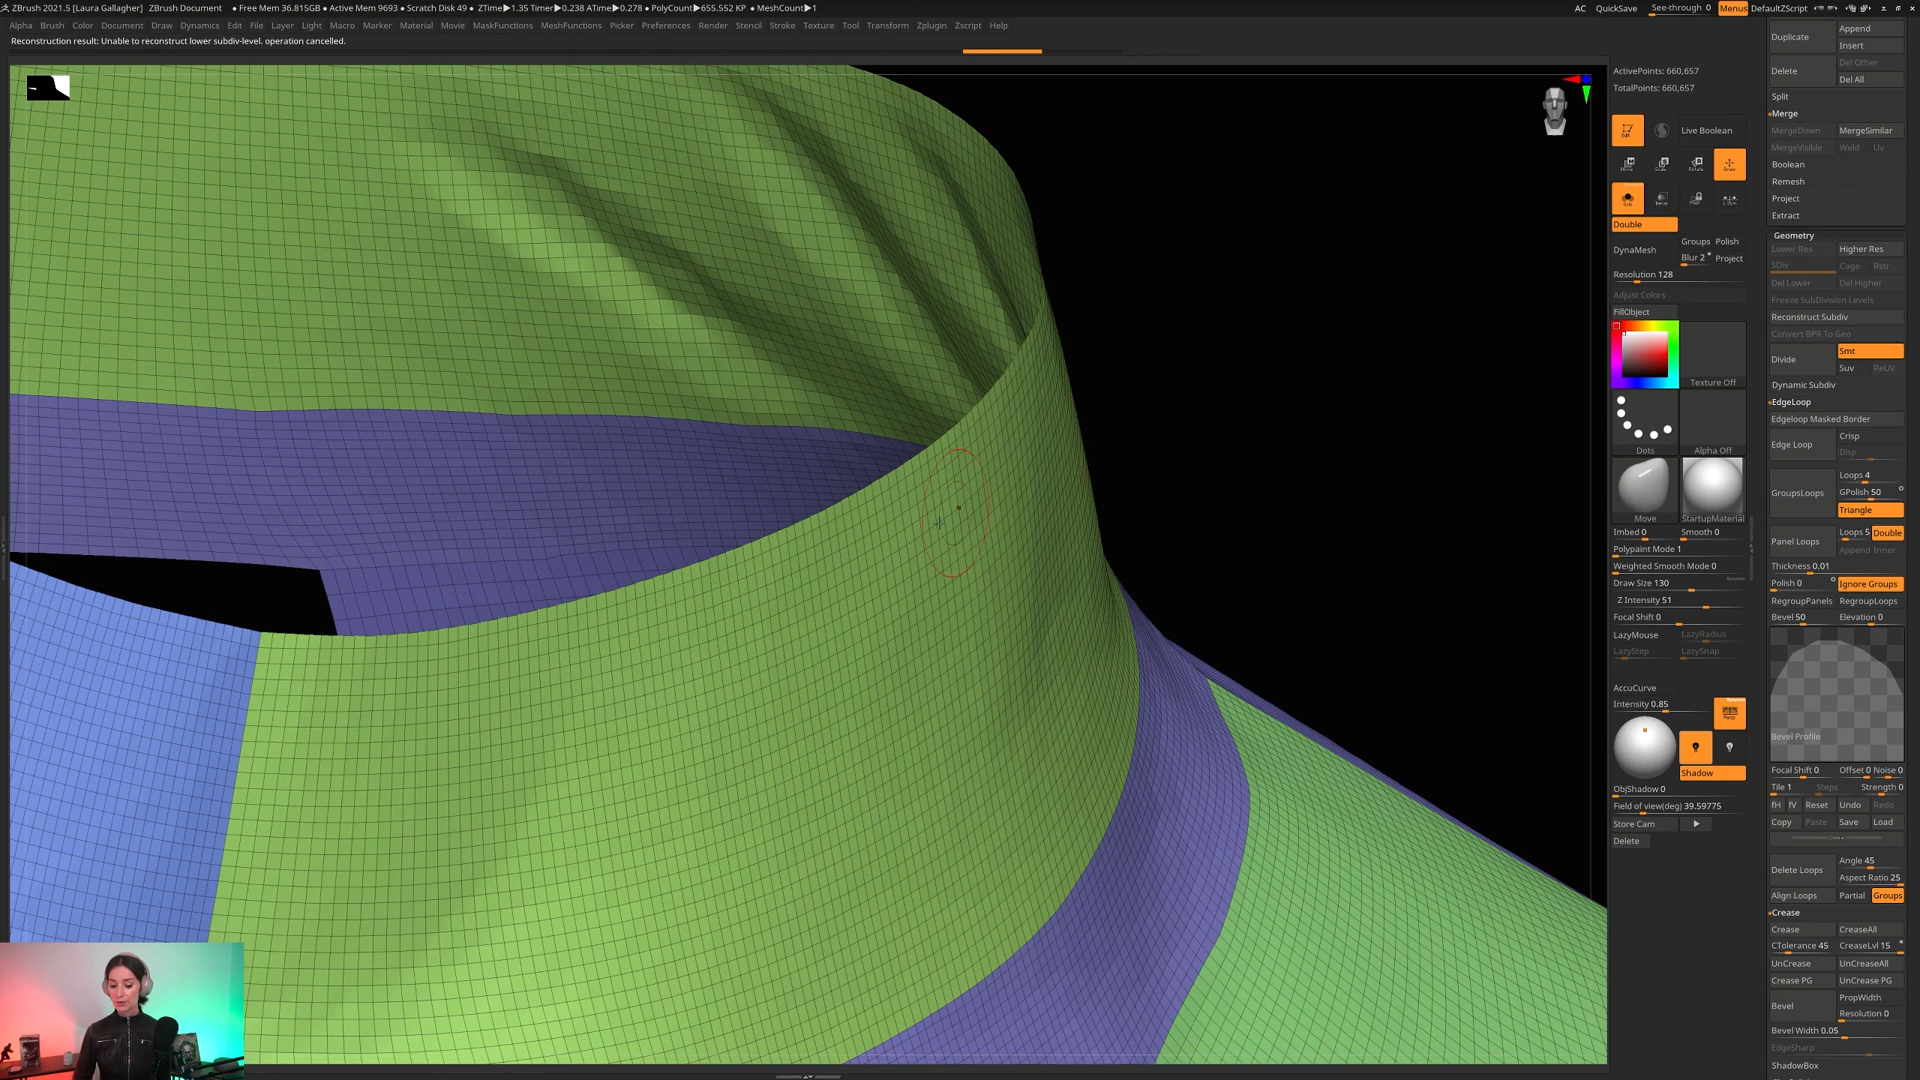 ZBrush 2021.5 [Laura Gallagher] ZBrush Document • Free Mem 36.815GB • Active Mem 9693 • Scratch Disk 49 • ZTime▶1.35 Timer▶0.238 ATime▶0.278 • PolyCount▶655.552 KP • MeshCount▶1 AC QuickSave See-through 0 Menus DefaultZScript
Alpha Brush Color Document Draw Dynamics Edit File Layer Light Macro Marker Material Movie MaskFunctions MeshFunctions Picker Preferences Render Stencil Stroke Texture Tool Transform Zplugin Zscript Help
Reconstruction result: Unable to reconstruct lower subdiv-level. operation cancelled.
ActivePoints: 660,657
TotalPoints: 660,657
Edit Live Boolean
Move Scale Rotate Draw
Double
Groups Polish
DynaMesh
Blur 2 Project
Resolution 128
Adjust Colors
FillObject
Texture Off
Dots Alpha Off
Move StartupMaterial
Imbed 0 Smooth 0
Polypaint Mode 1
Weighted Smooth Mode 0
Draw Size 130
Z Intensity 51
Focal Shift 0
LazyMouse LazyRadius
LazyStep LazySnap
AccuCurve
Intensity 0.85
Persp
Shadow
ObjShadow 0
Field of view(deg) 39.59775
Store Cam
Delete
Duplicate Append
Insert
Delete Del Other
Del All
Split
Merge
MergeDown MergeSimilar
MergeVisible Weld Uv
Boolean
Remesh
Project
Extract
Geometry
Lower Res Higher Res
SDiv Cage Rstr
Del Lower Del Higher
Freeze SubDivision Levels
Reconstruct Subdiv
Convert BPR To Geo
Divide Smt
Suv ReUV
Dynamic Subdiv
EdgeLoop
Edgeloop Masked Border
Edge Loop Crisp
Disp
GroupsLoops Loops 4
GPolish 50
Triangle
Panel Loops Loops 5 Double
Append Inner
Thickness 0.01
Polish 0 Ignore Groups
RegroupPanels RegroupLoops
Bevel 50 Elevation 0
Bevel Profile
Focal Shift 0 Offset 0 Noise 0
Tile 1 Steps Strength 0
fH fV Reset Undo Redo
Copy Paste Save Load
Delete Loops Angle 45
Aspect Ratio 25
Align Loops Partial Groups
Crease
Crease CreaseAll
CTolerance 45 CreaseLvl 15
UnCrease UnCreaseAll
Crease PG UnCrease PG
Bevel PropWidth
Resolution 0
Bevel Width 0.05
EdgeSharp
ShadowBox